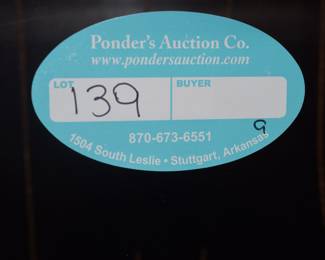 Ponder's Auction Co.
www.pondersauction.com
LOT
139
BUYER
870-673-6551
1504 South Leslie • Stuttgart, Arkansas
9